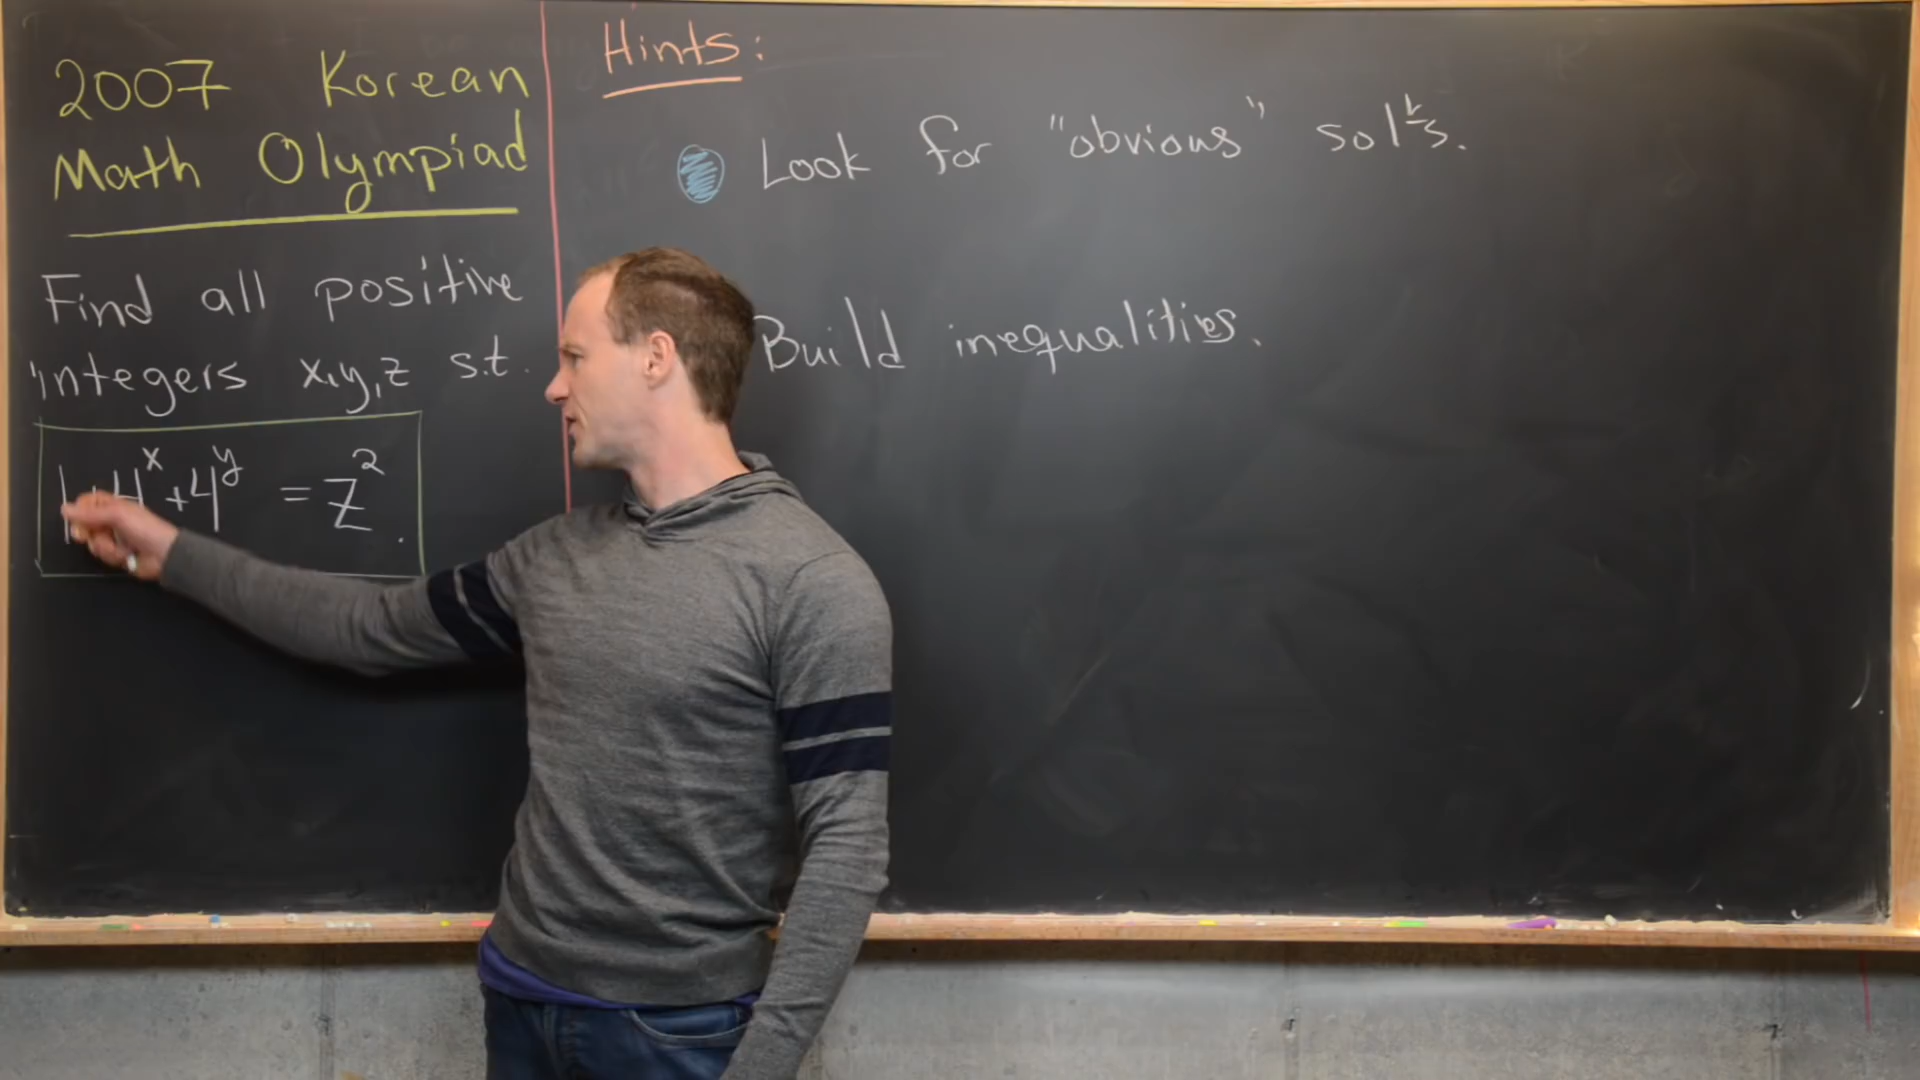 2007 Korean
Math Olympiad
Find all positive
integers x,y,z s.t.
1+4^x+4^y = z^2.
Hints:
Look for "obvious" sol^n's.
Build inequalities.